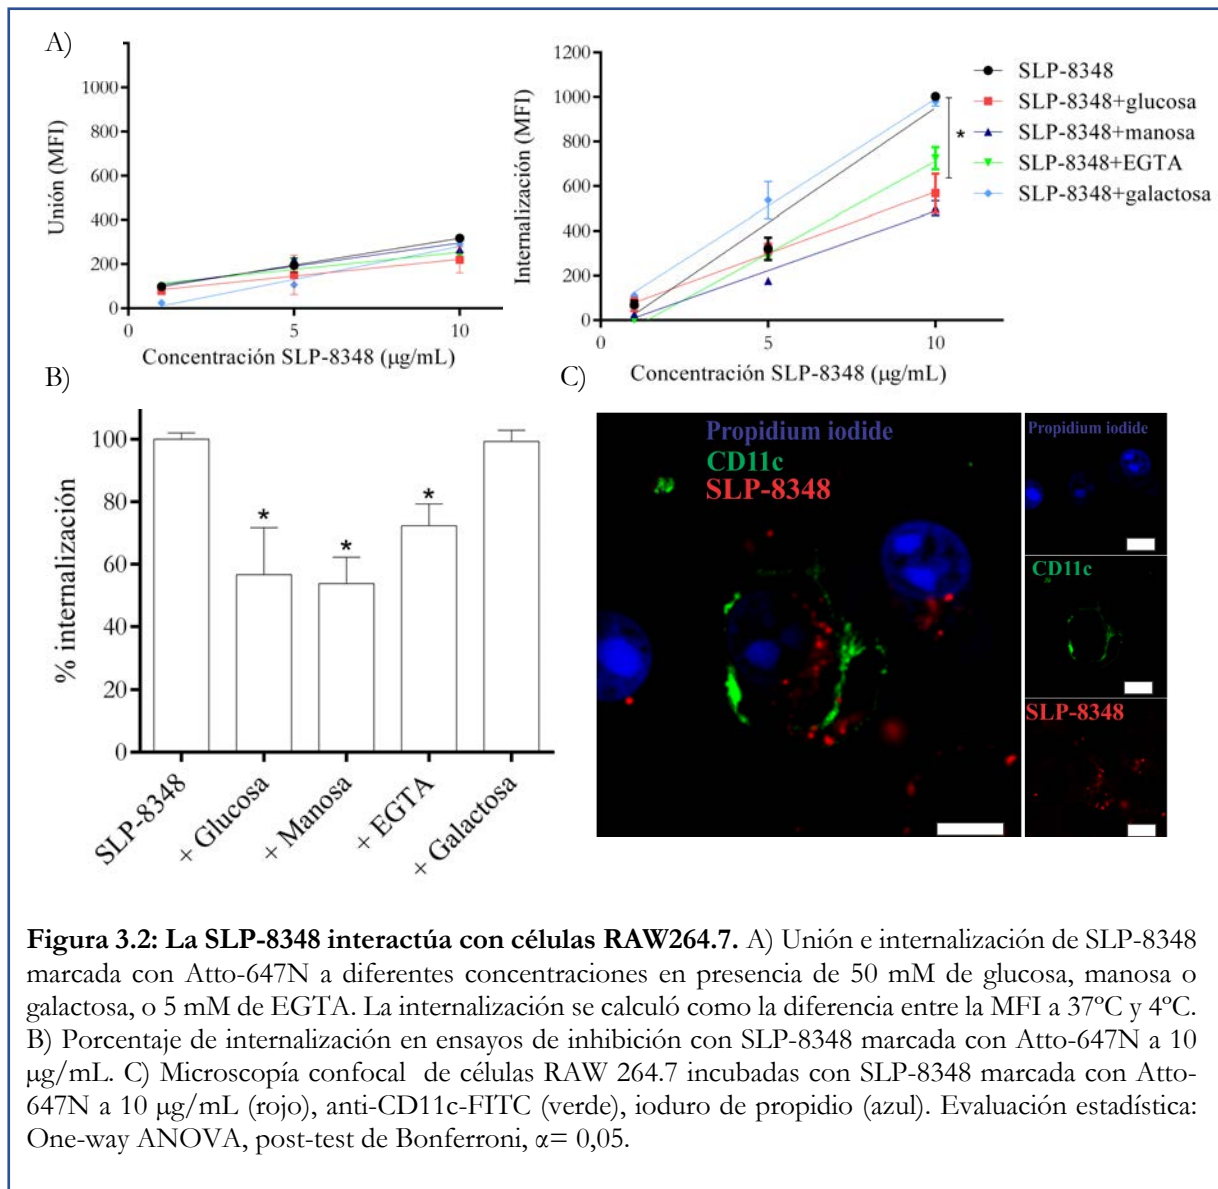 A)
Unión (MFI)
1000
800
600
400
200
0
0
5
10
Concentración SLP-8348 (μg/mL)
Internalización (MFI)
1200
1000
800
600
400
200
0
0
5
10
Concentración SLP-8348 (μg/mL)
*
SLP-8348
SLP-8348+glucosa
SLP-8348+manosa
SLP-8348+EGTA
SLP-8348+galactosa
B)
% internalización
100
80
60
40
20
0
*
*
*
SLP-8348
+ Glucosa
+ Manosa
+ EGTA
+ Galactosa
C)
Propidium iodide
CD11c
SLP-8348
Propidium iodide
CD11c
SLP-8348
Figura 3.2: La SLP-8348 interactúa con células RAW264.7. A) Unión e internalización de SLP-8348
marcada con Atto-647N a diferentes concentraciones en presencia de 50 mM de glucosa, manosa o
galactosa, o 5 mM de EGTA. La internalización se calculó como la diferencia entre la MFI a 37ºC y 4ºC.
B) Porcentaje de internalización en ensayos de inhibición con SLP-8348 marcada con Atto-647N a 10
μg/mL. C) Microscopía confocal de células RAW 264.7 incubadas con SLP-8348 marcada con Atto-
647N a 10 μg/mL (rojo), anti-CD11c-FITC (verde), ioduro de propidio (azul). Evaluación estadística:
One-way ANOVA, post-test de Bonferroni, α= 0,05.